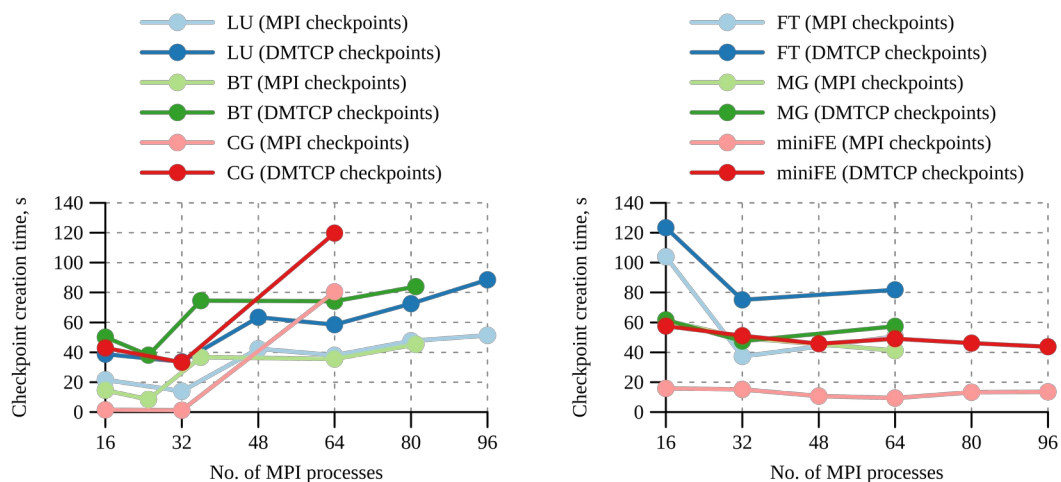 LU (MPI checkpoints)
LU (DMTCP checkpoints)
BT (MPI checkpoints)
BT (DMTCP checkpoints)
CG (MPI checkpoints)
CG (DMTCP checkpoints)
Checkpoint creation time, s
140
120
100
80
60
40
20
0
16 32 48 64 80 96
No. of MPI processes
FT (MPI checkpoints)
FT (DMTCP checkpoints)
MG (MPI checkpoints)
MG (DMTCP checkpoints)
miniFE (MPI checkpoints)
miniFE (DMTCP checkpoints)
Checkpoint creation time, s
140
120
100
80
60
40
20
0
16 32 48 64 80 96
No. of MPI processes